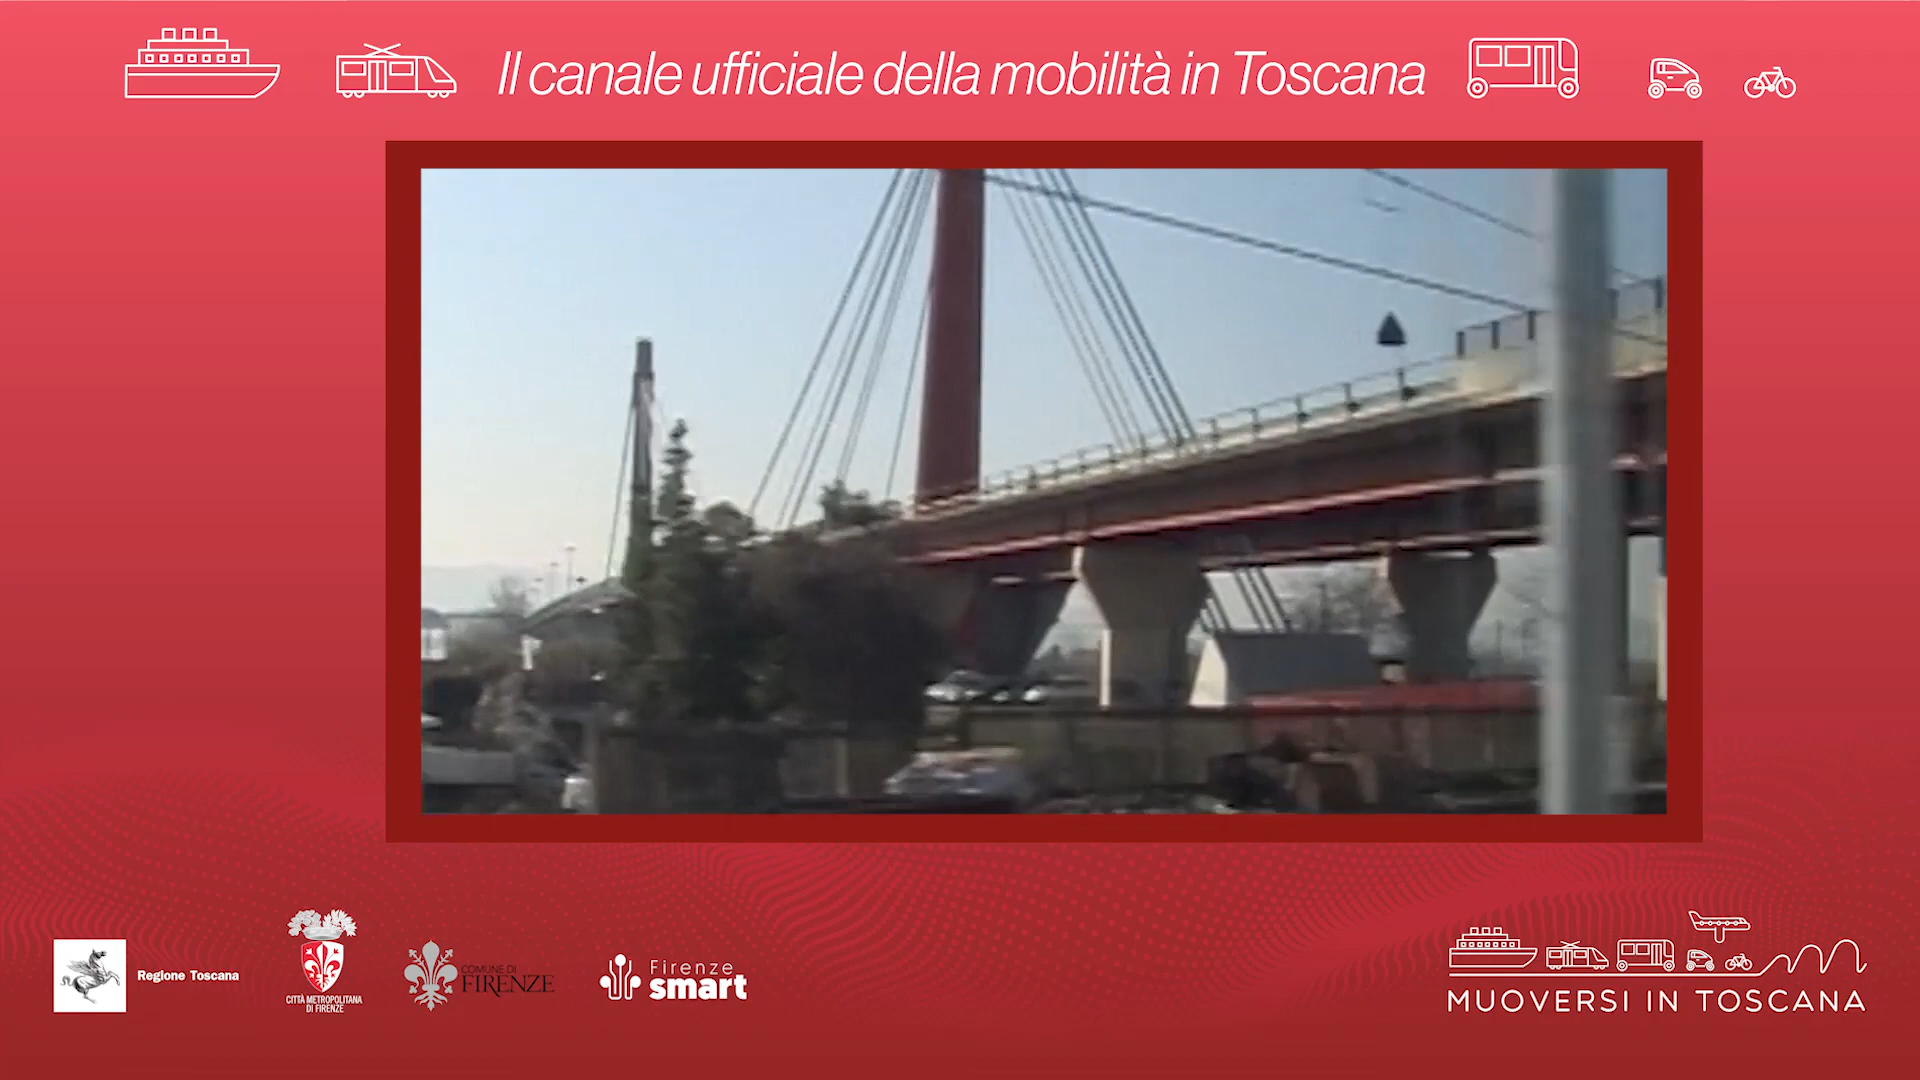 Il canale ufficiale della mobilità in Toscana
Regione Toscana
CITTÀ METROPOLITANA
DI FIRENZE
COMUNE DI
FIRENZE
Firenze
smart
MUOVERSI IN TOSCANA